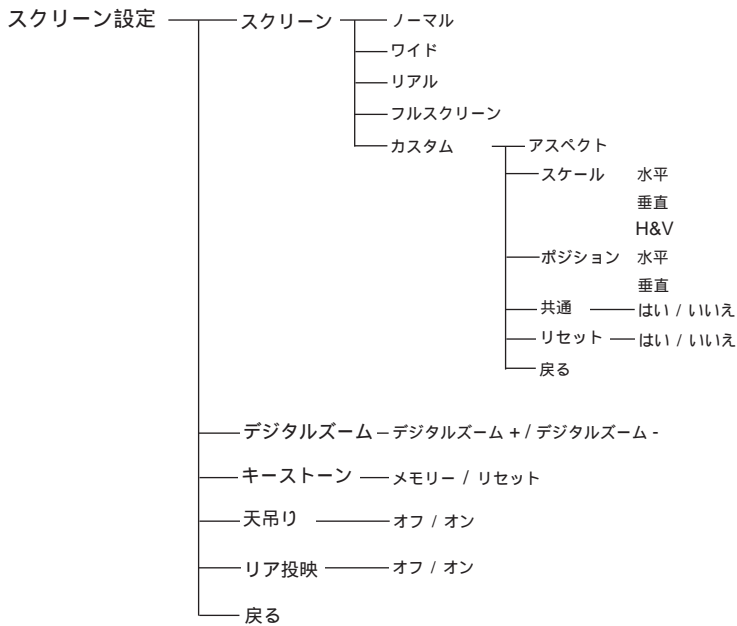 スクリーン設定 スクリーン ノーマル
ワイド
リアル
フルスクリーン
カスタム アスペクト
スケール 水平
垂直
H&V
ポジション 水平
垂直
共通 はい / いいえ
リセット はい / いいえ
戻る
デジタルズーム デジタルズーム + / デジタルズーム -
キーストーン メモリー / リセット
天吊り オフ / オン
リア投映 オフ / オン
戻る